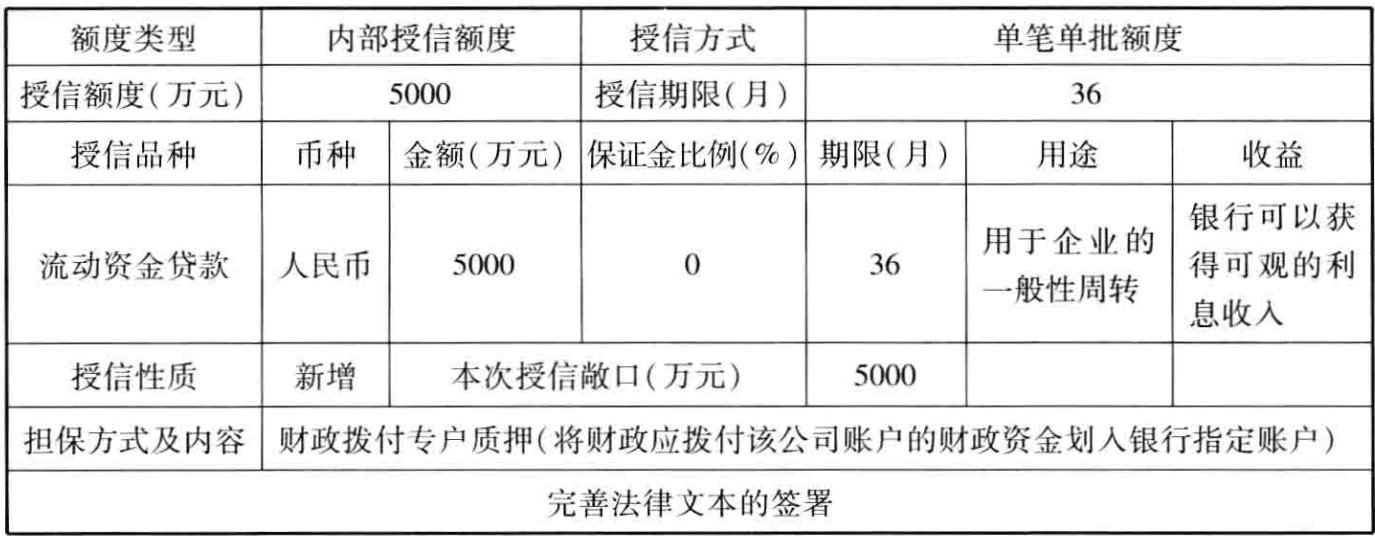 额度类型 内部授信额度 授信方式 单笔单批额度
授信额度(万元) 5000 授信期限(月) 36
授信品种 币种 金额(万元) 保证金比例(%) 期限(月) 用途 收益
流动资金贷款 人民币 5000 0 36 用于企业的 银行可以获
一般性周转 得可观的利
息收入
授信性质 新增 本次授信敞口(万元) 5000
担保方式及内容 财政拨付专户质押(将财政应拨付该公司账户的财政资金划入银行指定账户)
完善法律文本的签署